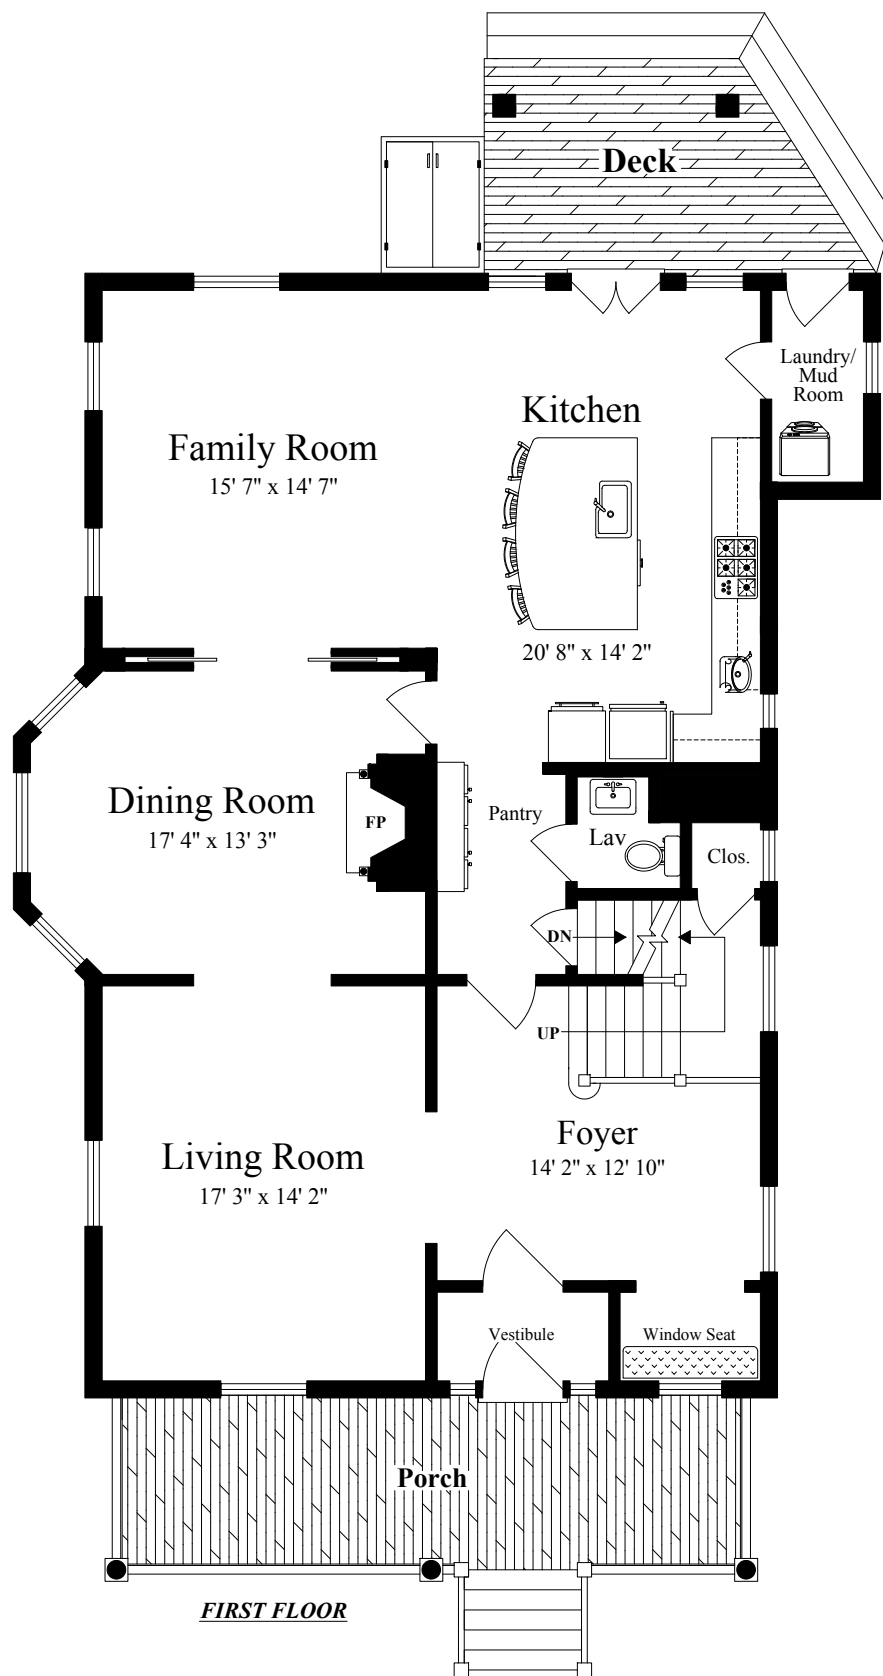 Deck
Laundry/
Mud
Room
Kitchen
Family Room
15' 7" x 14' 7"
20' 8" x 14' 2"
Dining Room
17' 4" x 13' 3"
FP
Pantry
Lav
Clos.
DN
UP
Foyer
14' 2" x 12' 10"
Living Room
17' 3" x 14' 2"
Vestibule
Window Seat
Porch
FIRST FLOOR